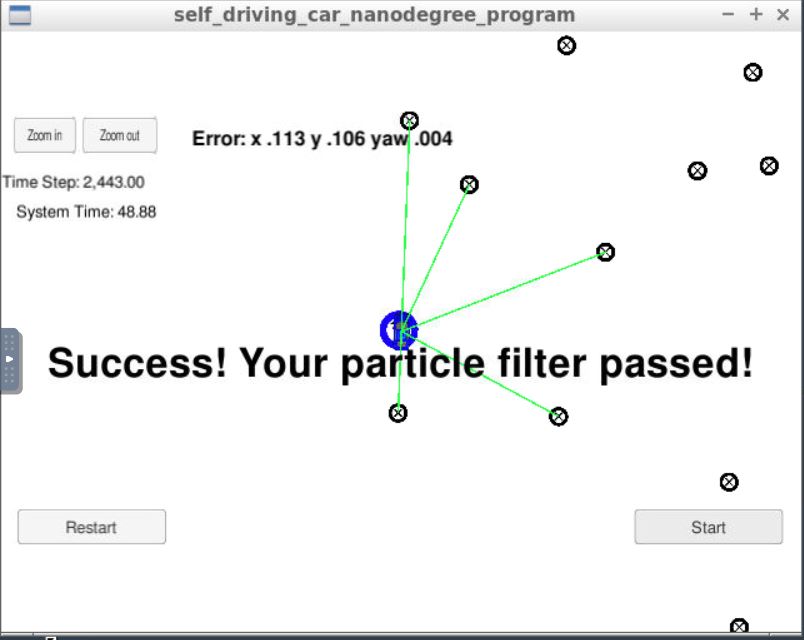 self_driving_car_nanodegree_program
Zoom in
Zoom out
Error: x .113 y .106 yaw .004
Time Step: 2,443.00
System Time: 48.88
Success! Your particle filter passed!
Restart
Start